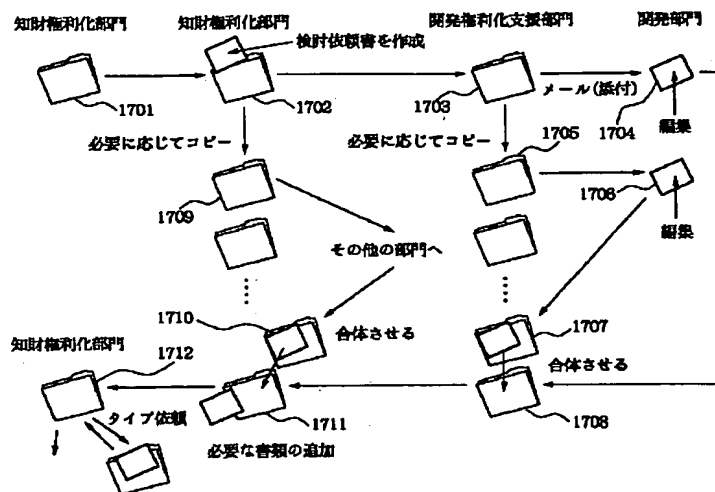 知財権利化部門
知財権利化部門
開発権利化支援部門
開発部門
検討依頼書を作成
1701
1702
1703
メール(添付)
1704
編集
必要に応じてコピー
必要に応じてコピー
1705
1706
1709
編集
その他の部門へ
1710
合体させる
1707
知財権利化部門
1712
合体させる
タイプ依頼
1711
1708
必要な書類の追加